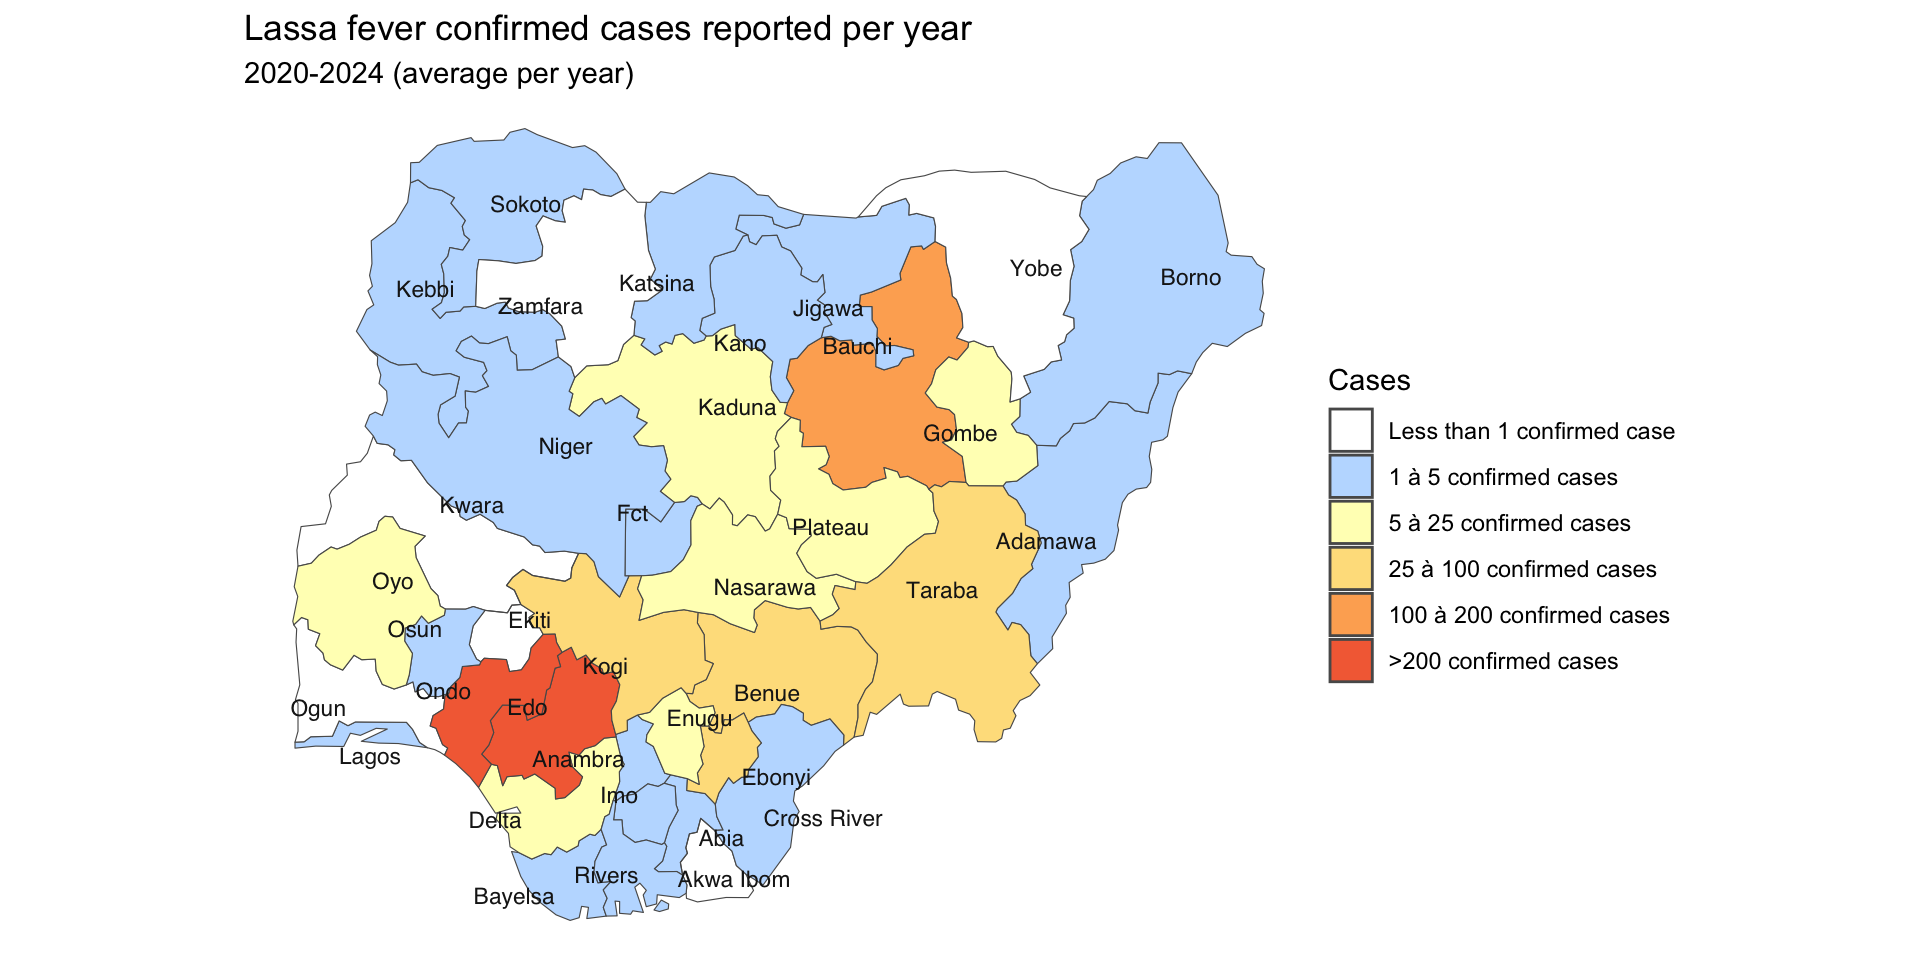 Lassa fever confirmed cases reported per year
2020-2024 (average per year)
Sokoto
Yobe
Borno
Kebbi
Katsina
Zamfara
Jigawa
Kano
Bauchi
Kaduna
Gombe
Niger
Kwara
Fct
Plateau
Adamawa
Oyo
Nasarawa
Taraba
Osun
Ekiti
Kogi
Ondo
Benue
Ogun
Edo
Enugu
Lagos
Anambra
Ebonyi
Imo
Delta
Cross River
Abia
Rivers
Akwa Ibom
Bayelsa
Cases
Less than 1 confirmed case
1 à 5 confirmed cases
5 à 25 confirmed cases
25 à 100 confirmed cases
100 à 200 confirmed cases
>200 confirmed cases